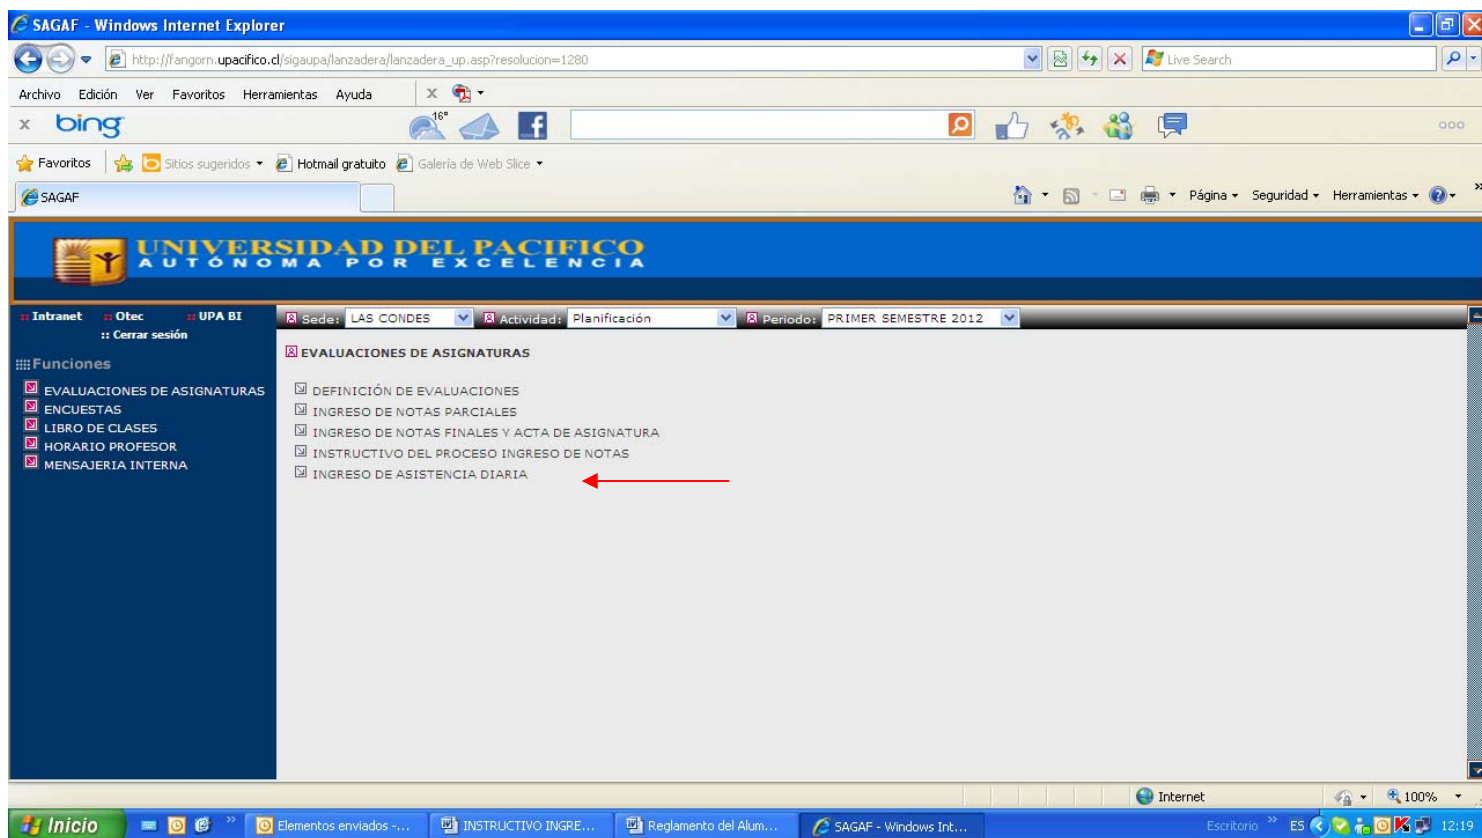 SAGAF - Windows Internet Explorer
http://fangorn.upacifico.cl/sigaupa/lanzadera/lanzadera_up.asp?resolucion=1280
Live Search
Archivo Edición Ver Favoritos Herramientas Ayuda x
x bing 16°
Favoritos Sitios sugeridos Hotmail gratuito Galería de Web Slice
SAGAF Página Seguridad Herramientas »
UNIVERSIDAD DEL PACIFICO
AUTÓNOMA POR EXCELENCIA
:: Intranet :: Otec :: UPA BI
:: Cerrar sesión
Sede: LAS CONDES Actividad: Planificación Periodo: PRIMER SEMESTRE 2012
Funciones
EVALUACIONES DE ASIGNATURAS
ENCUESTAS
LIBRO DE CLASES
HORARIO PROFESOR
MENSAJERIA INTERNA
EVALUACIONES DE ASIGNATURAS
DEFINICIÓN DE EVALUACIONES
INGRESO DE NOTAS PARCIALES
INGRESO DE NOTAS FINALES Y ACTA DE ASIGNATURA
INSTRUCTIVO DEL PROCESO INGRESO DE NOTAS
INGRESO DE ASISTENCIA DIARIA
Internet 100%
Inicio » Elementos enviados -... INSTRUCTIVO INGRE... Reglamento del Alum... SAGAF - Windows Int... Escritorio » ES 12:19